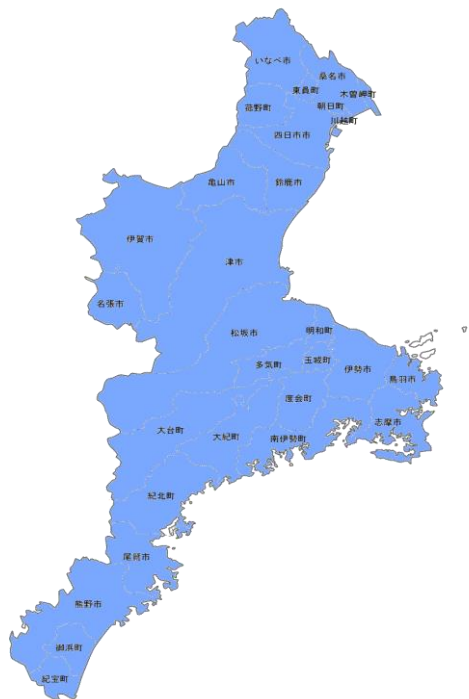 いなべ市
桑名市
東員町
木曽岬町
菰野町
朝日町
川越町
四日市市
亀山市
鈴鹿市
伊賀市
津市
名張市
松坂市
明和町
多気町
玉城町
伊勢市
鳥羽市
度会町
志摩市
大台町
大紀町
南伊勢町
紀北町
尾鷲市
熊野市
御浜町
紀宝町